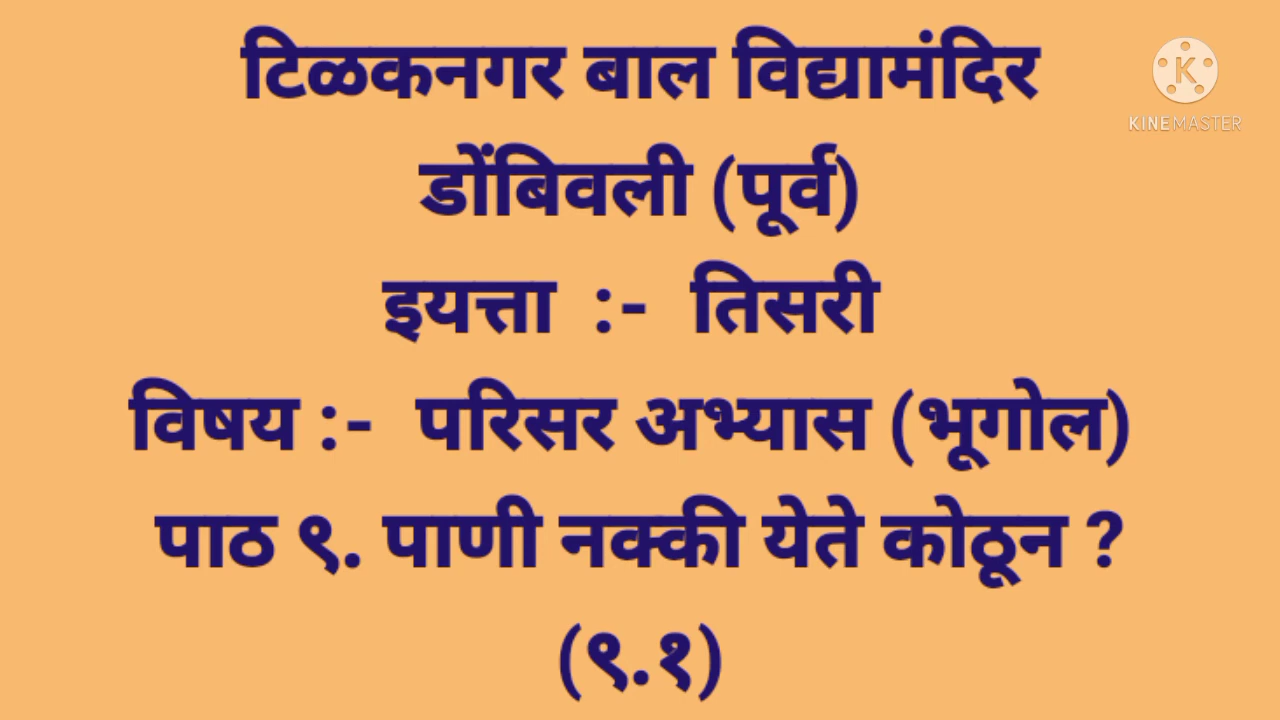 टिळकनगर बाल विद्यामंदिर
डोंबिवली (पूर्व)
इयत्ता :- तिसरी
विषय :- परिसर अभ्यास (भूगोल)
पाठ ९. पाणी नक्की येते कोठून ?
(९.१)
K
KINEMASTER